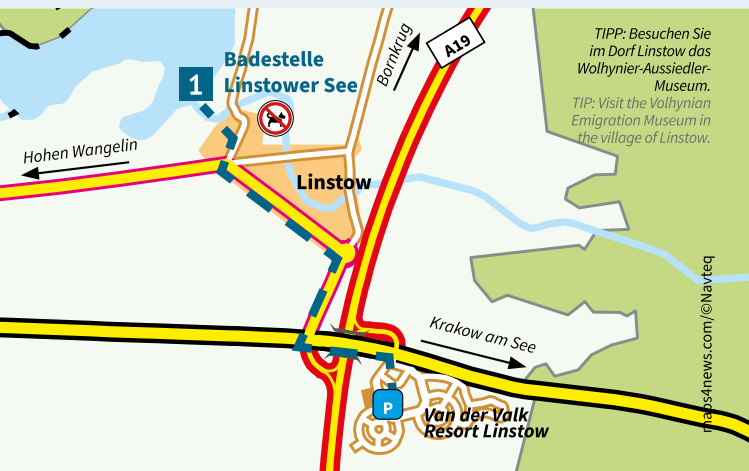 Badestelle
Linstower See
1
Bornkrug
A19
TIPP: Besuchen Sie
im Dorf Linstow das
Wolhynier-Aussiedler-
Museum.
TIP: Visit the Volhynian
Emigration Museum in
the village of Linstow.
Hohen Wangelin
Linstow
maps4news.com/©Navteq
Krakow am See
P
Van der Valk
Resort Linstow